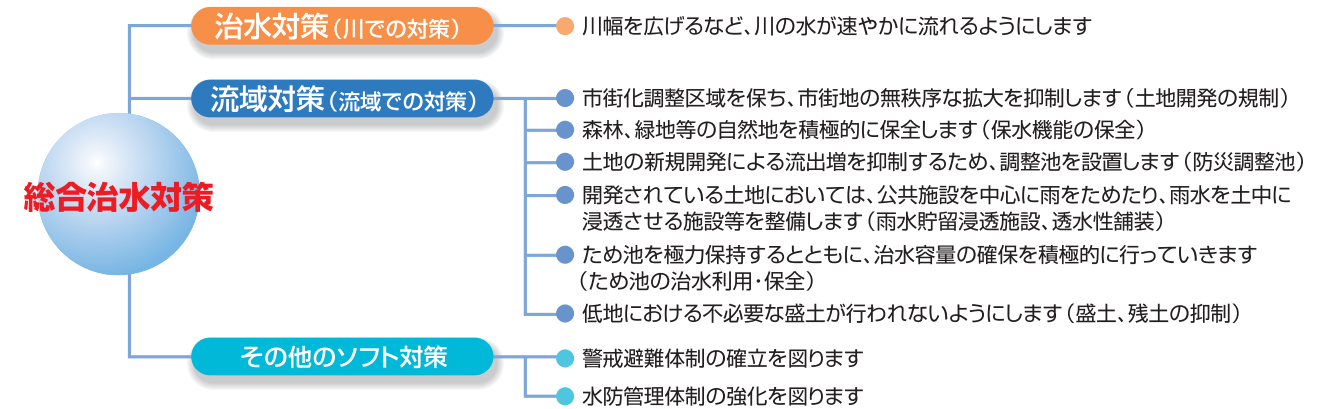 総合治水対策
治水対策（川での対策）
川幅を広げるなど、川の水が速やかに流れるようにします
流域対策（流域での対策）
市街化調整区域を保ち、市街地の無秩序な拡大を抑制します（土地開発の規制）
森林、緑地等の自然地を積極的に保全します（保水機能の保全）
土地の新規開発による流出増を抑制するため、調整池を設置します（防災調整池）
開発されている土地においては、公共施設を中心に雨をためたり、雨水を土中に
浸透させる施設等を整備します（雨水貯留浸透施設、透水性舗装）
ため池を極力保持するとともに、治水容量の確保を積極的に行っていきます
（ため池の治水利用・保全）
低地における不必要な盛土が行われないようにします（盛土、残土の抑制）
その他のソフト対策
警戒避難体制の確立を図ります
水防管理体制の強化を図ります